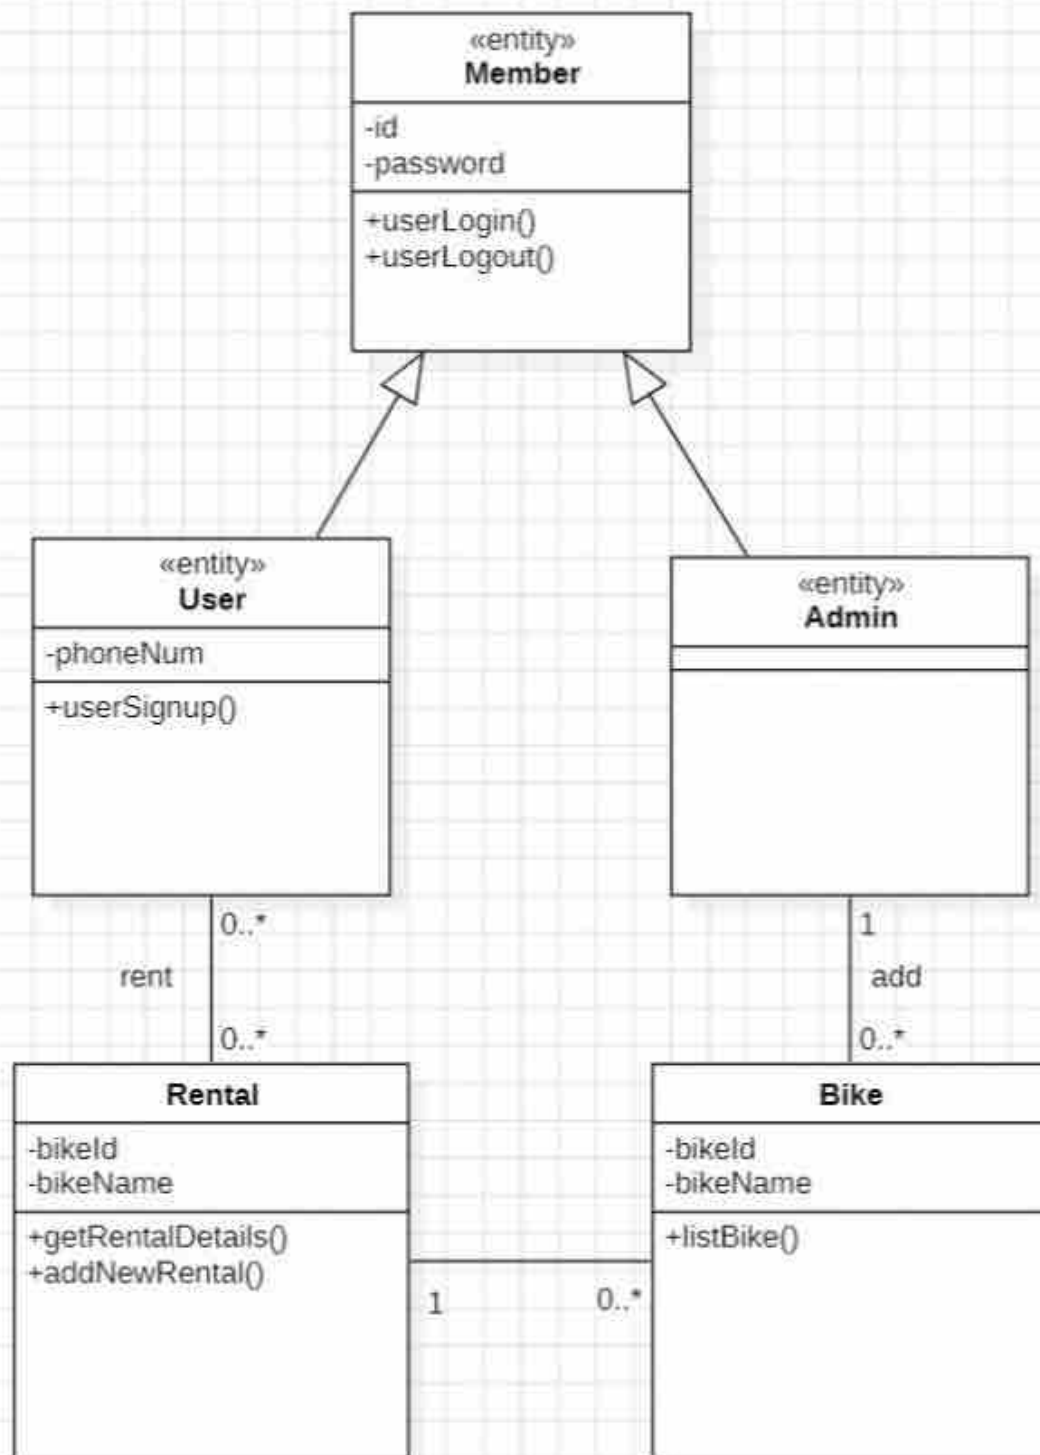 «entity»
Member
-id
-password
+userLogin()
+userLogout()
«entity»
User
-phoneNum
+userSignup()
«entity»
Admin
0..*
rent
0..*
1
add
0..*
Rental
-bikeId
-bikeName
+getRentalDetails()
+addNewRental()
1
0..*
Bike
-bikeId
-bikeName
+listBike()